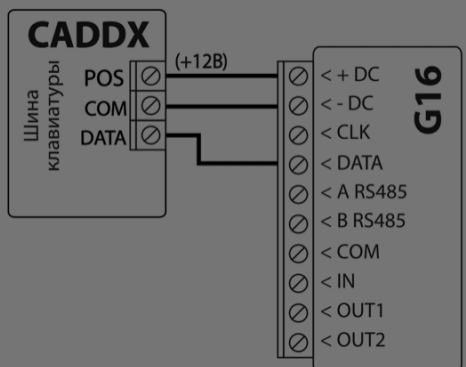 CADDX
Шина
клавиатуры
POS
COM
DATA
(+12В)
G16
< + DC
< - DC
< CLK
< DATA
< A RS485
< B RS485
< COM
< IN
< OUT1
< OUT2